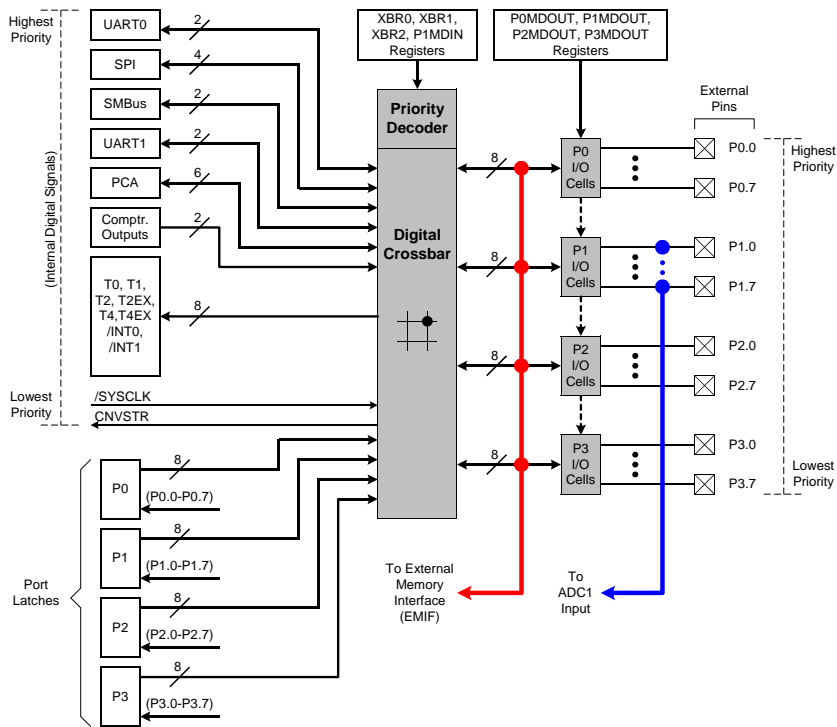 Highest
Priority
(Internal Digital Signals)
Lowest
Priority
UART0
2
SPI
4
SMBus
2
UART1
2
PCA
6
Comptr.
Outputs
2
T0, T1,
T2, T2EX,
T4,T4EX
/INT0,
/INT1
8
/SYSCLK
CNVSTR
XBR0, XBR1,
XBR2, P1MDIN
Registers
P0MDOUT, P1MDOUT,
P2MDOUT, P3MDOUT
Registers
Priority
Decoder
Digital
Crossbar
8
P0
I/O
Cells
8
P1
I/O
Cells
8
P2
I/O
Cells
8
P3
I/O
Cells
External
Pins
P0.0
P0.7
P1.0
P1.7
P2.0
P2.7
P3.0
P3.7
Highest
Priority
Lowest
Priority
Port
Latches
P0
8
(P0.0-P0.7)
P1
8
(P1.0-P1.7)
P2
8
(P2.0-P2.7)
P3
8
(P3.0-P3.7)
To External
Memory
Interface
(EMIF)
To
ADC1
Input